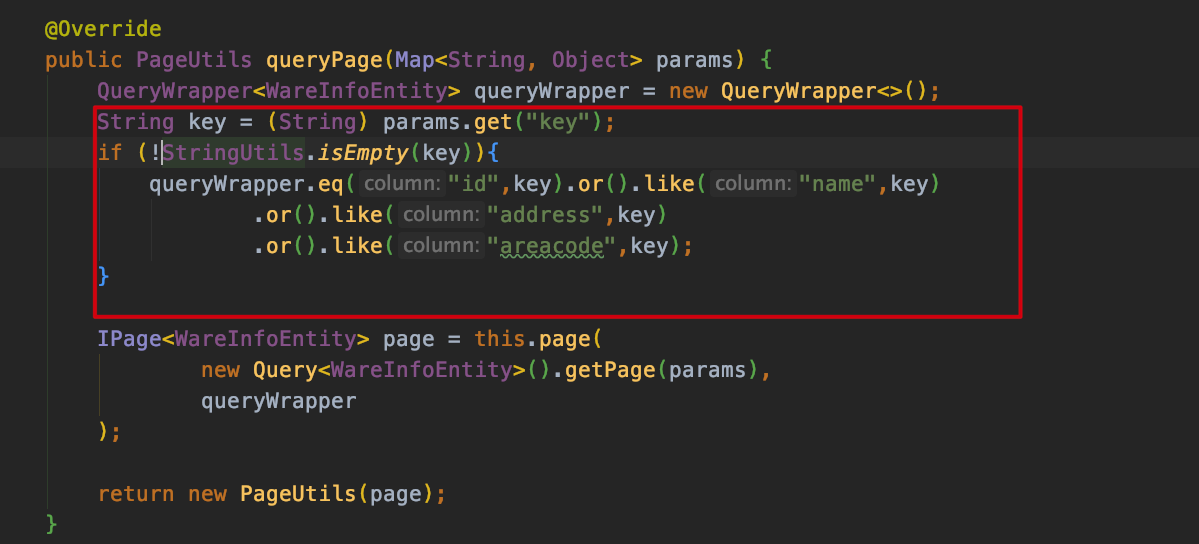 @Override
public PageUtils queryPage(Map<String, Object> params) {
QueryWrapper<WareInfoEntity> queryWrapper = new QueryWrapper<>();
String key = (String) params.get("key");
if (!StringUtils.isEmpty(key)){
queryWrapper.eq( column: "id",key).or().like( column: "name",key)
.or().like( column: "address",key)
.or().like( column: "areacode",key);
}
IPage<WareInfoEntity> page = this.page(
new Query<WareInfoEntity>().getPage(params),
queryWrapper
);
return new PageUtils(page);
}